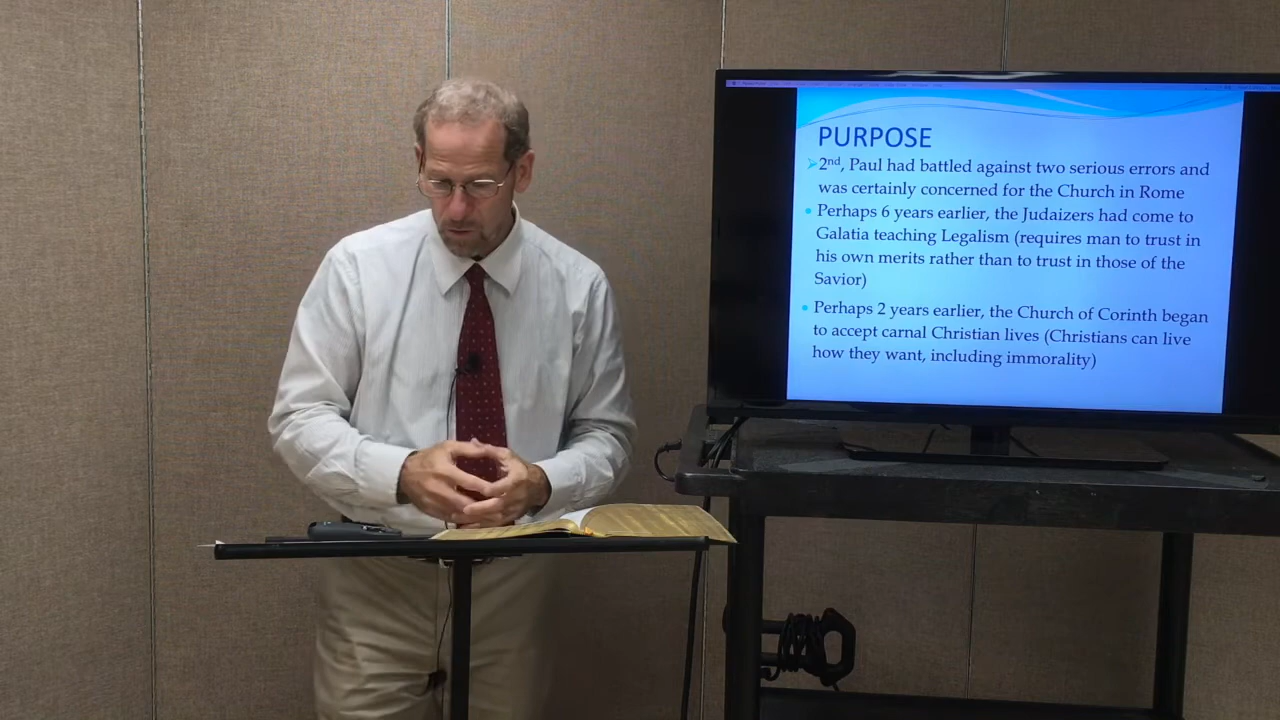 PURPOSE
2nd, Paul had battled against two serious errors and
was certainly concerned for the Church in Rome
Perhaps 6 years earlier, the Judaizers had come to
Galatia teaching Legalism (requires man to trust in
his own merits rather than to trust in those of the
Savior)
Perhaps 2 years earlier, the Church of Corinth began
to accept carnal Christian lives (Christians can live
how they want, including immorality)